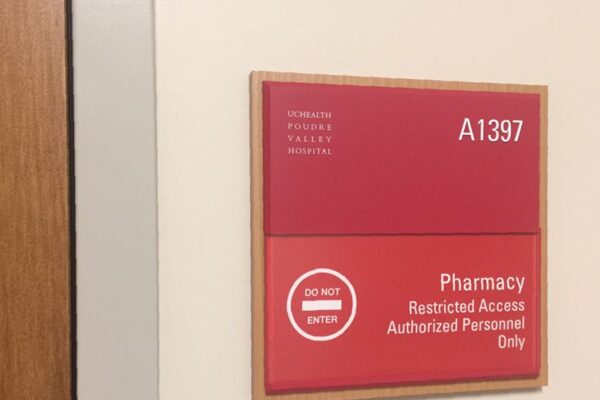 UCHEALTH
POUDRE
VALLEY
HOSPITAL
A1397
DO NOT
ENTER
Pharmacy
Restricted Access
Authorized Personnel
Only